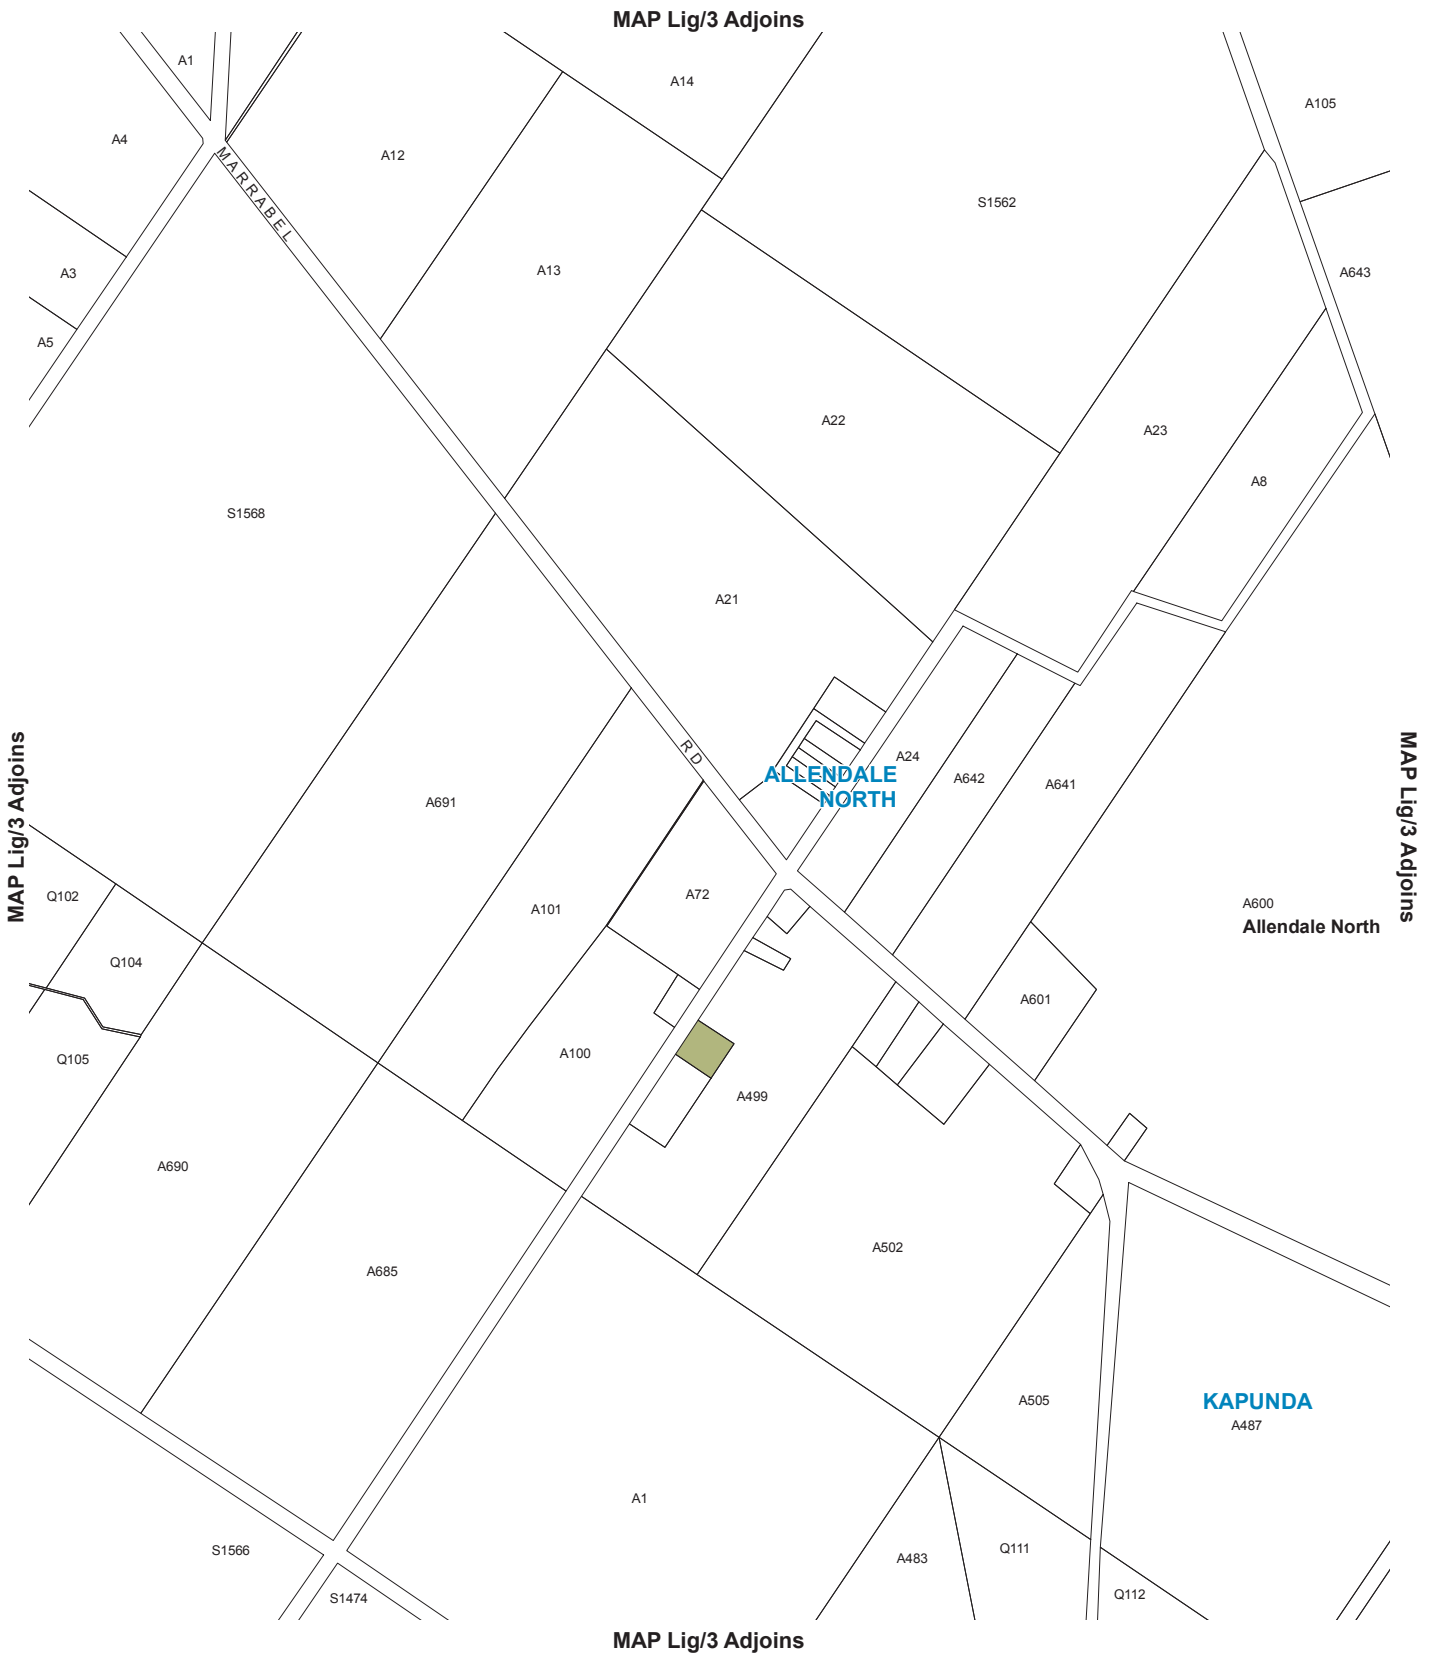 MAP Lig/3 Adjoins
A1
A14
A105
A4
A12
MARRABEL
S1562
A3
A13
A643
A5
A22
A23
A8
S1568
A21
RD
A24
ALLENDALE
NORTH
A642
A641
MAP Lig/3 Adjoins
MAP Lig/3 Adjoins
A691
Q102
A101
A72
A600
Allendale North
Q104
A601
Q105
A100
A499
A690
A502
A685
A505
KAPUNDA
A487
A1
S1566
A483
Q111
S1474
Q112
MAP Lig/3 Adjoins